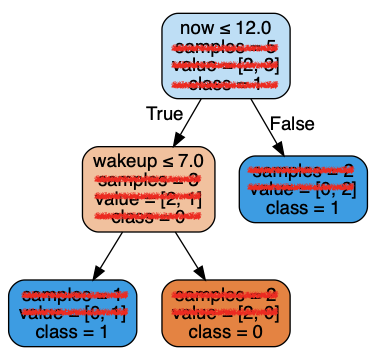 now ≤ 12.0
samples = 5
value = [2, 3]
class = 1
True
False
wakeup ≤ 7.0
samples = 3
value = [2, 1]
class = 0
samples = 2
value = [0, 2]
class = 1
samples = 1
value = [0, 1]
class = 1
samples = 2
value = [2, 0]
class = 0